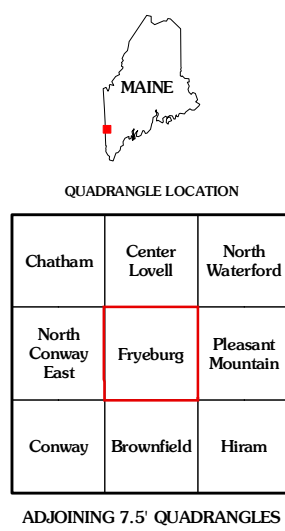 MAINE
QUADRANGLE LOCATION
Chatham
Center
Lovell
North
Waterford
North
Conway
East
Fryeburg
Pleasant
Mountain
Conway
Brownfield
Hiram
ADJOINING 7.5' QUADRANGLES